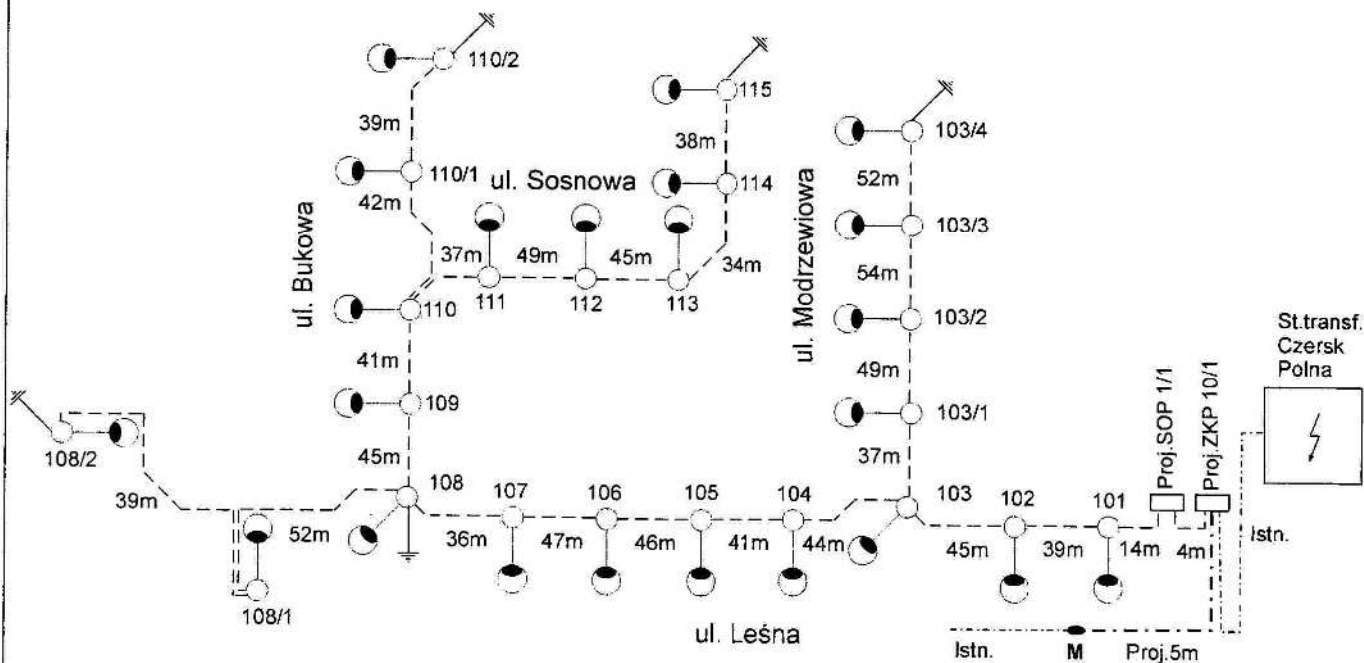 110/2
115
39m
38m
103/4
110/1
ul. Sosnowa
114
52m
42m
103/3
ul. Bukowa
37m
49m
45m
34m
54m
111
112
113
110
ul. Modrzewiowa
103/2
41m
49m
St.transf.
Czersk
Polna
109
103/1
Proj.SOP 1/1
Proj.ZKP 10/1
108/2
45m
37m
39m
108
107
106
105
104
103
102
101
52m
36m
47m
46m
41m
44m
45m
39m
14m
4m
Istn.
108/1
ul. Leśna
Istn.
M
Proj.5m